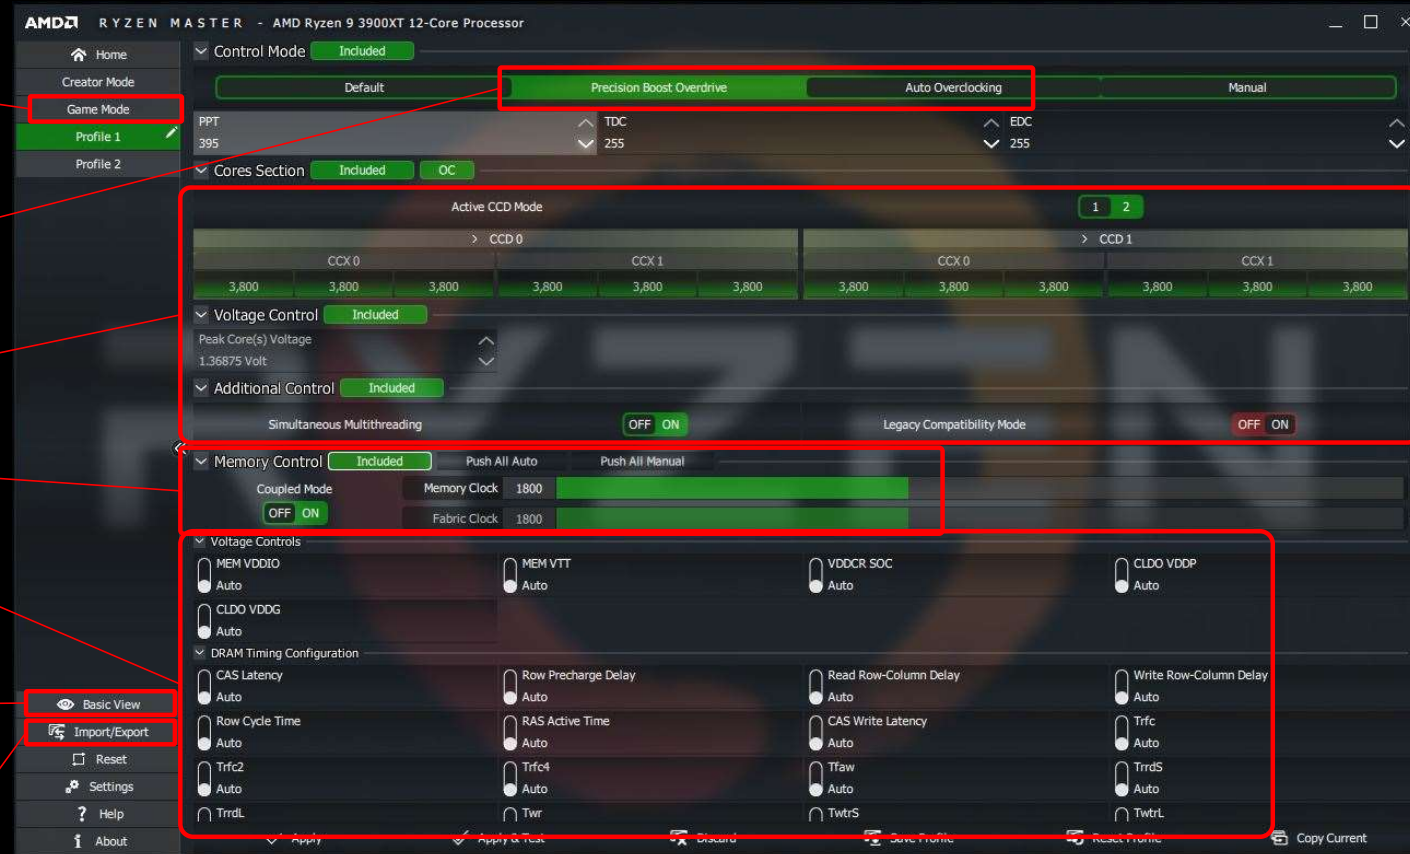 AMD RYZEN MASTER - AMD Ryzen 9 3900XT 12-Core Processor
Home
Creator Mode
Game Mode
Profile 1
Profile 2
Control Mode Included
Default Precision Boost Overdrive Auto Overclocking Manual
PPT TDC EDC
395 255 255
Cores Section Included OC
Active CCD Mode 1 2
CCD 0 CCD 1
CCX 0 CCX 1 CCX 0 CCX 1
3,800 3,800 3,800 3,800 3,800 3,800 3,800 3,800 3,800 3,800 3,800 3,800
Voltage Control Included
Peak Core(s) Voltage
1.36875 Volt
Additional Control Included
Simultaneous Multithreading OFF ON Legacy Compatibility Mode OFF ON
Memory Control Included Push All Auto Push All Manual
Coupled Mode Memory Clock 1800
OFF ON Fabric Clock 1800
Voltage Controls
MEM VDDIO MEM VTT VDDCR SOC CLDO VDDP
Auto Auto Auto Auto
CLDO VDDG
Auto
DRAM Timing Configuration
CAS Latency Row Precharge Delay Read Row-Column Delay Write Row-Column Delay
Auto Auto Auto Auto
Row Cycle Time RAS Active Time CAS Write Latency Trfc
Auto Auto Auto Auto
Trfc2 Trfc4 Tfaw TrrdS
Auto Auto Auto Auto
TrrdL Twr TwtrS TwtrL
Apply Apply & Test Discard Save Profile Reset Profile Copy Current
Basic View
Import/Export
Reset
Settings
Help
About
RYZEN